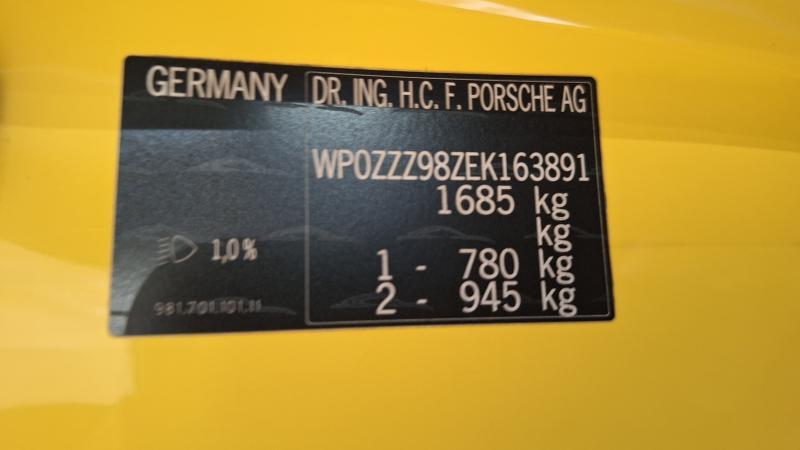 GERMANY
DR. ING. H.C. F. PORSCHE AG
WP0ZZZ98ZEK163891
1685 kg
kg
1 - 780 kg
2 - 945 kg
1,0%
981.701.101.11